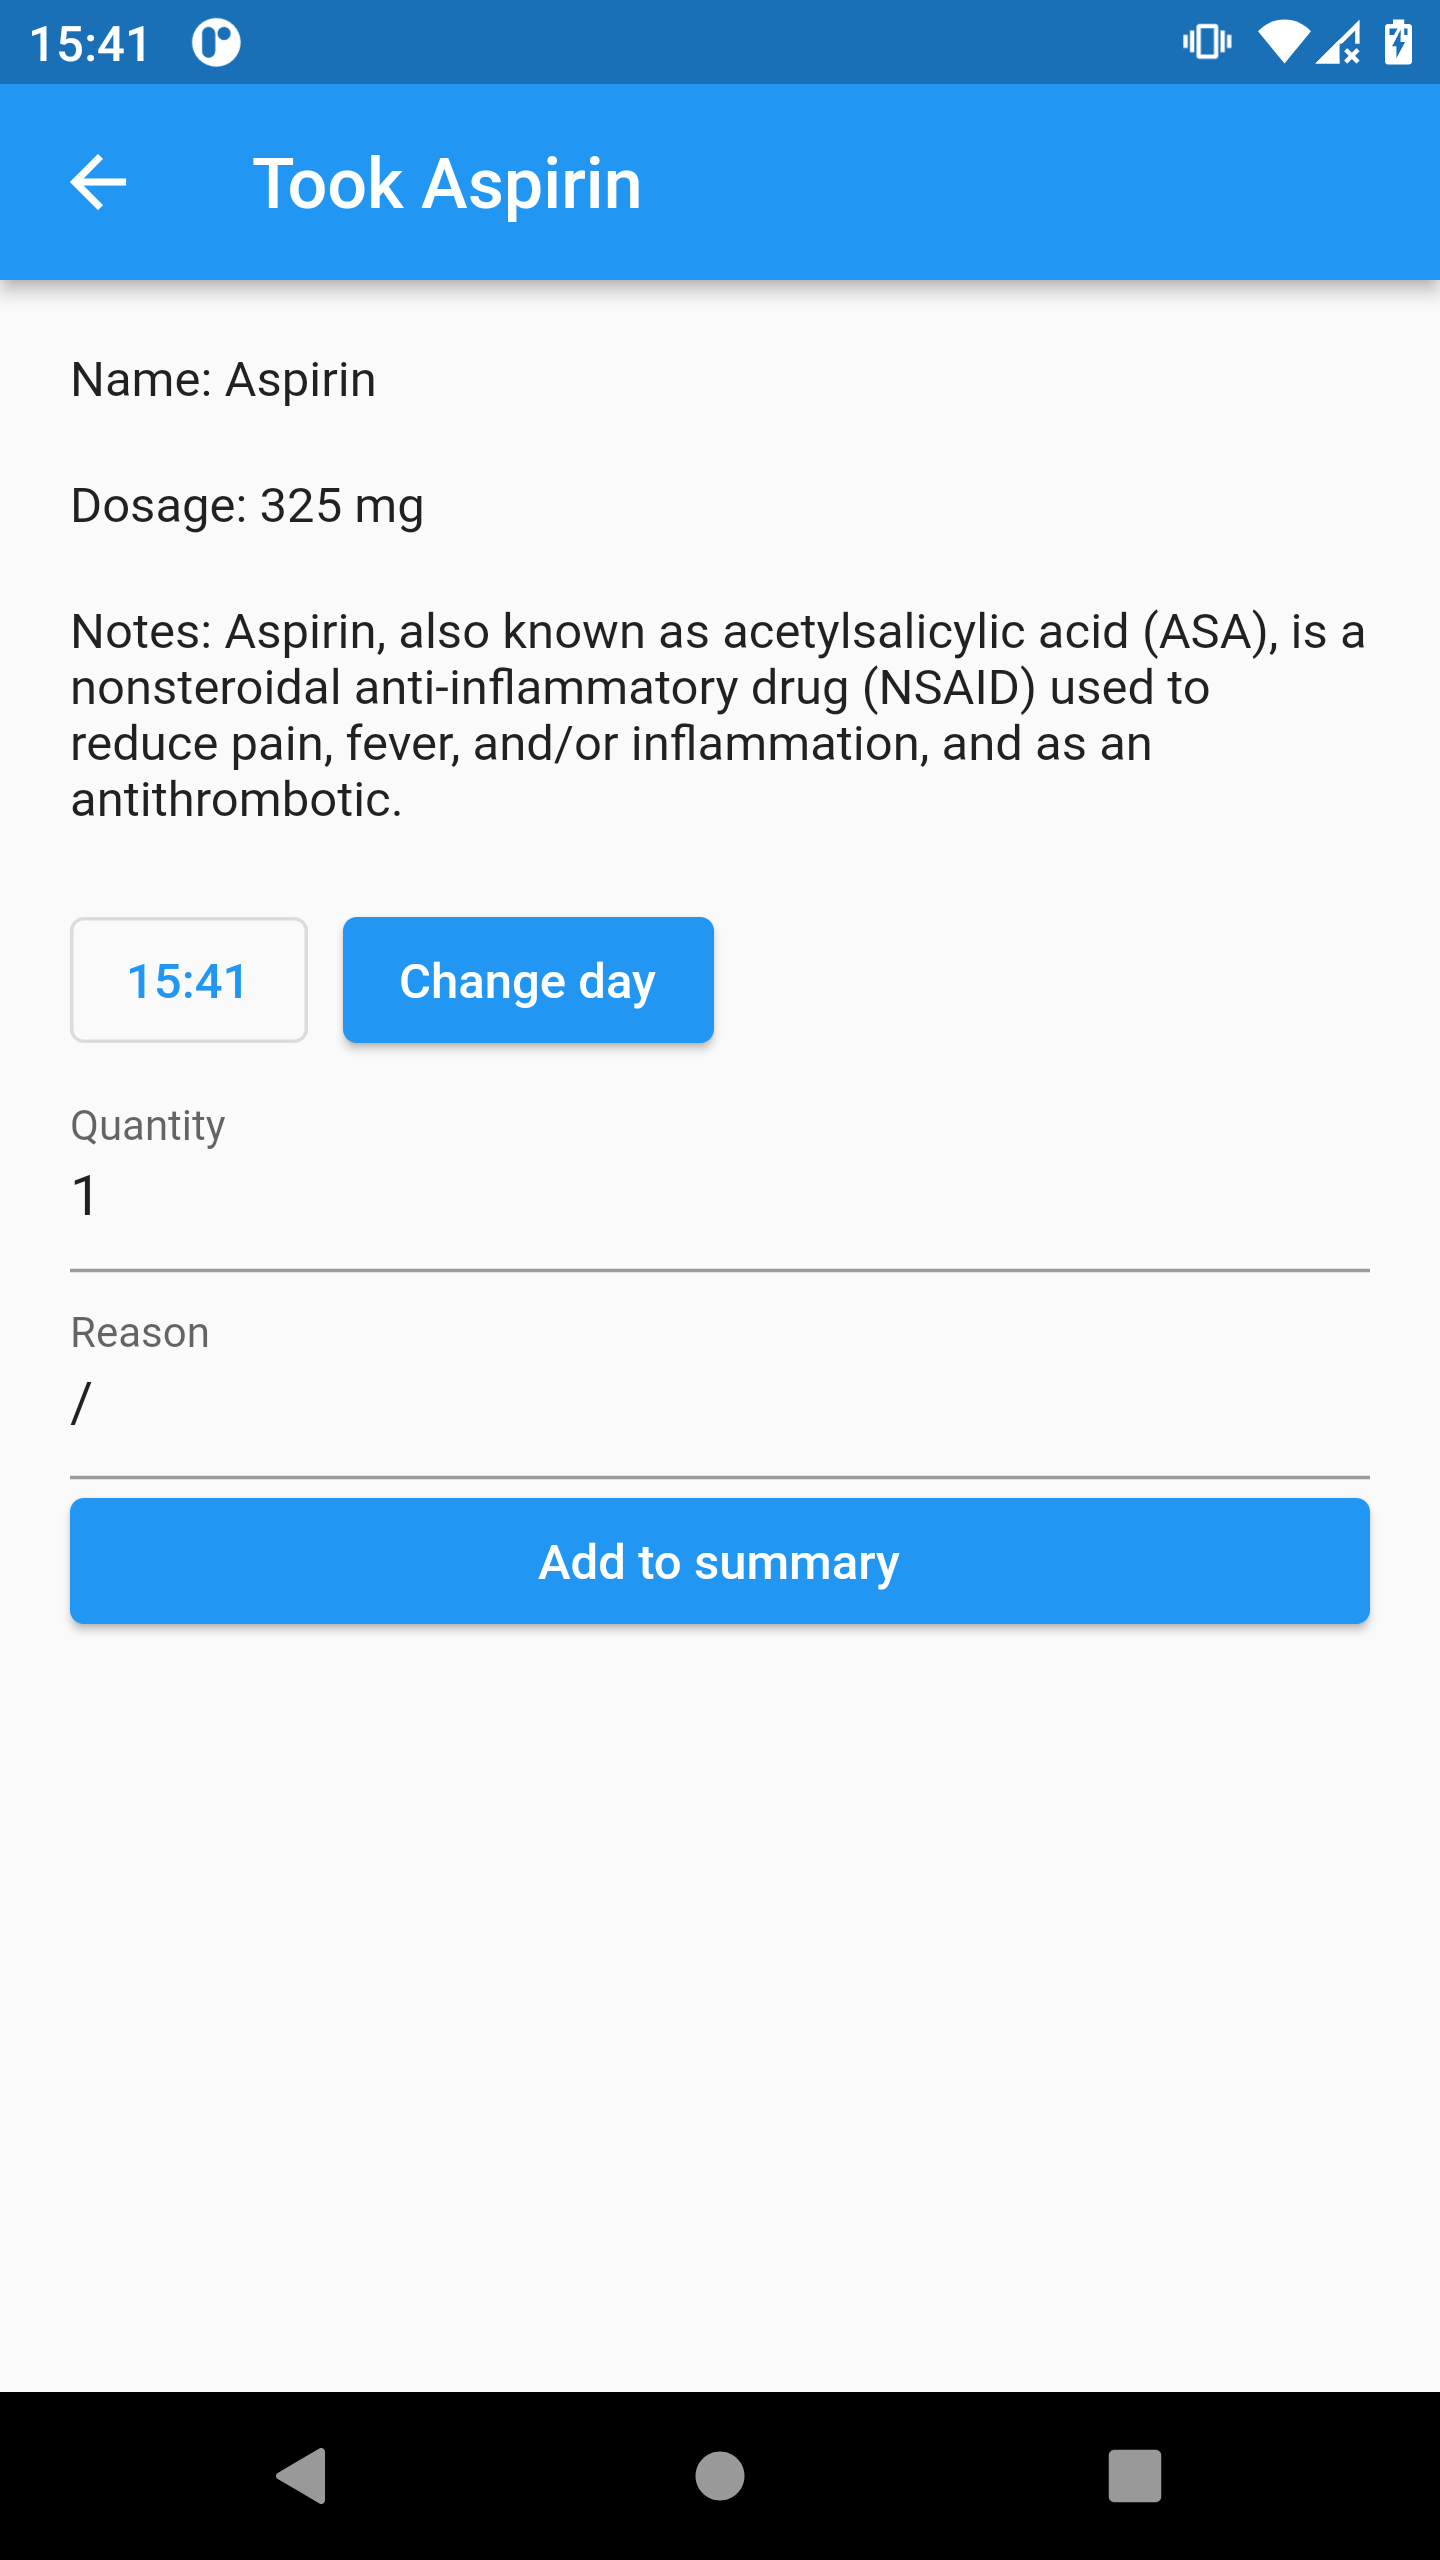 15:41
Took Aspirin
Name: Aspirin
Dosage: 325 mg
Notes: Aspirin, also known as acetylsalicylic acid (ASA), is a
nonsteroidal anti-inflammatory drug (NSAID) used to
reduce pain, fever, and/or inflammation, and as an
antithrombotic.
15:41 Change day
Quantity
1
Reason
/
Add to summary